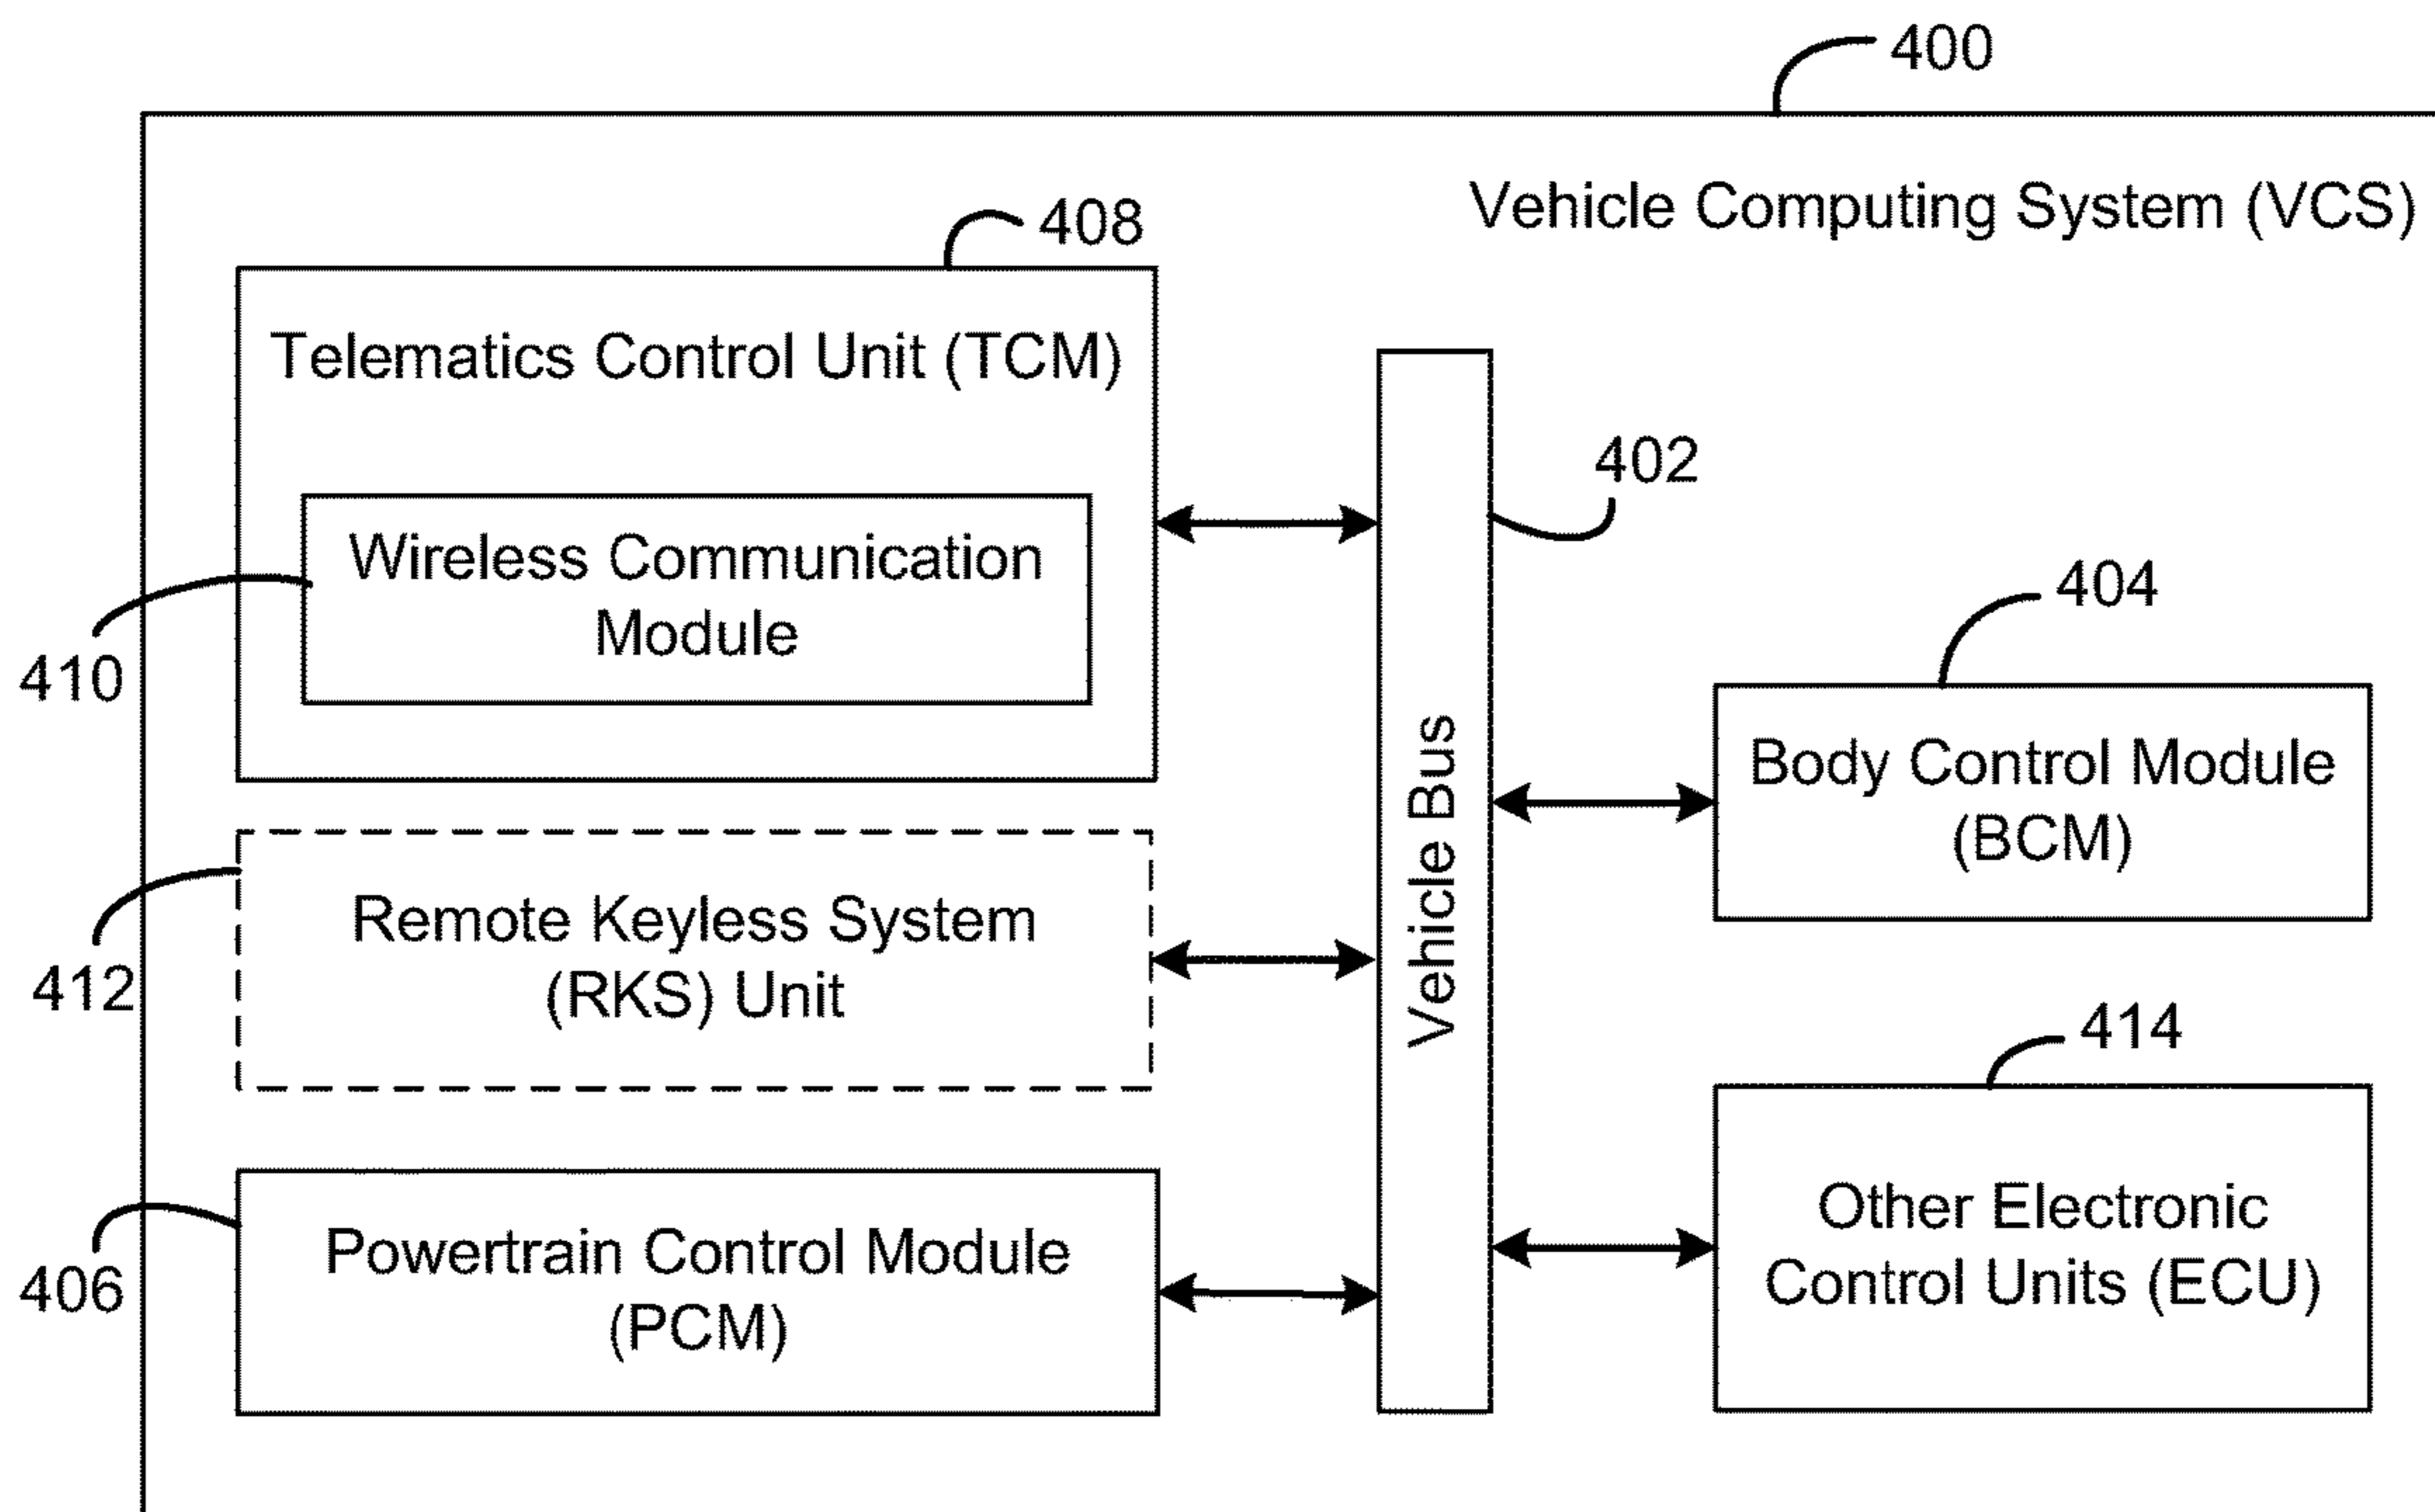 400
Vehicle Computing System (VCS)
408
Telematics Control Unit (TCM)
402
Wireless Communication
Module
410
404
Vehicle Bus
Body Control Module
(BCM)
Remote Keyless System
(RKS) Unit
412
414
Other Electronic
Control Units (ECU)
Powertrain Control Module
(PCM)
406